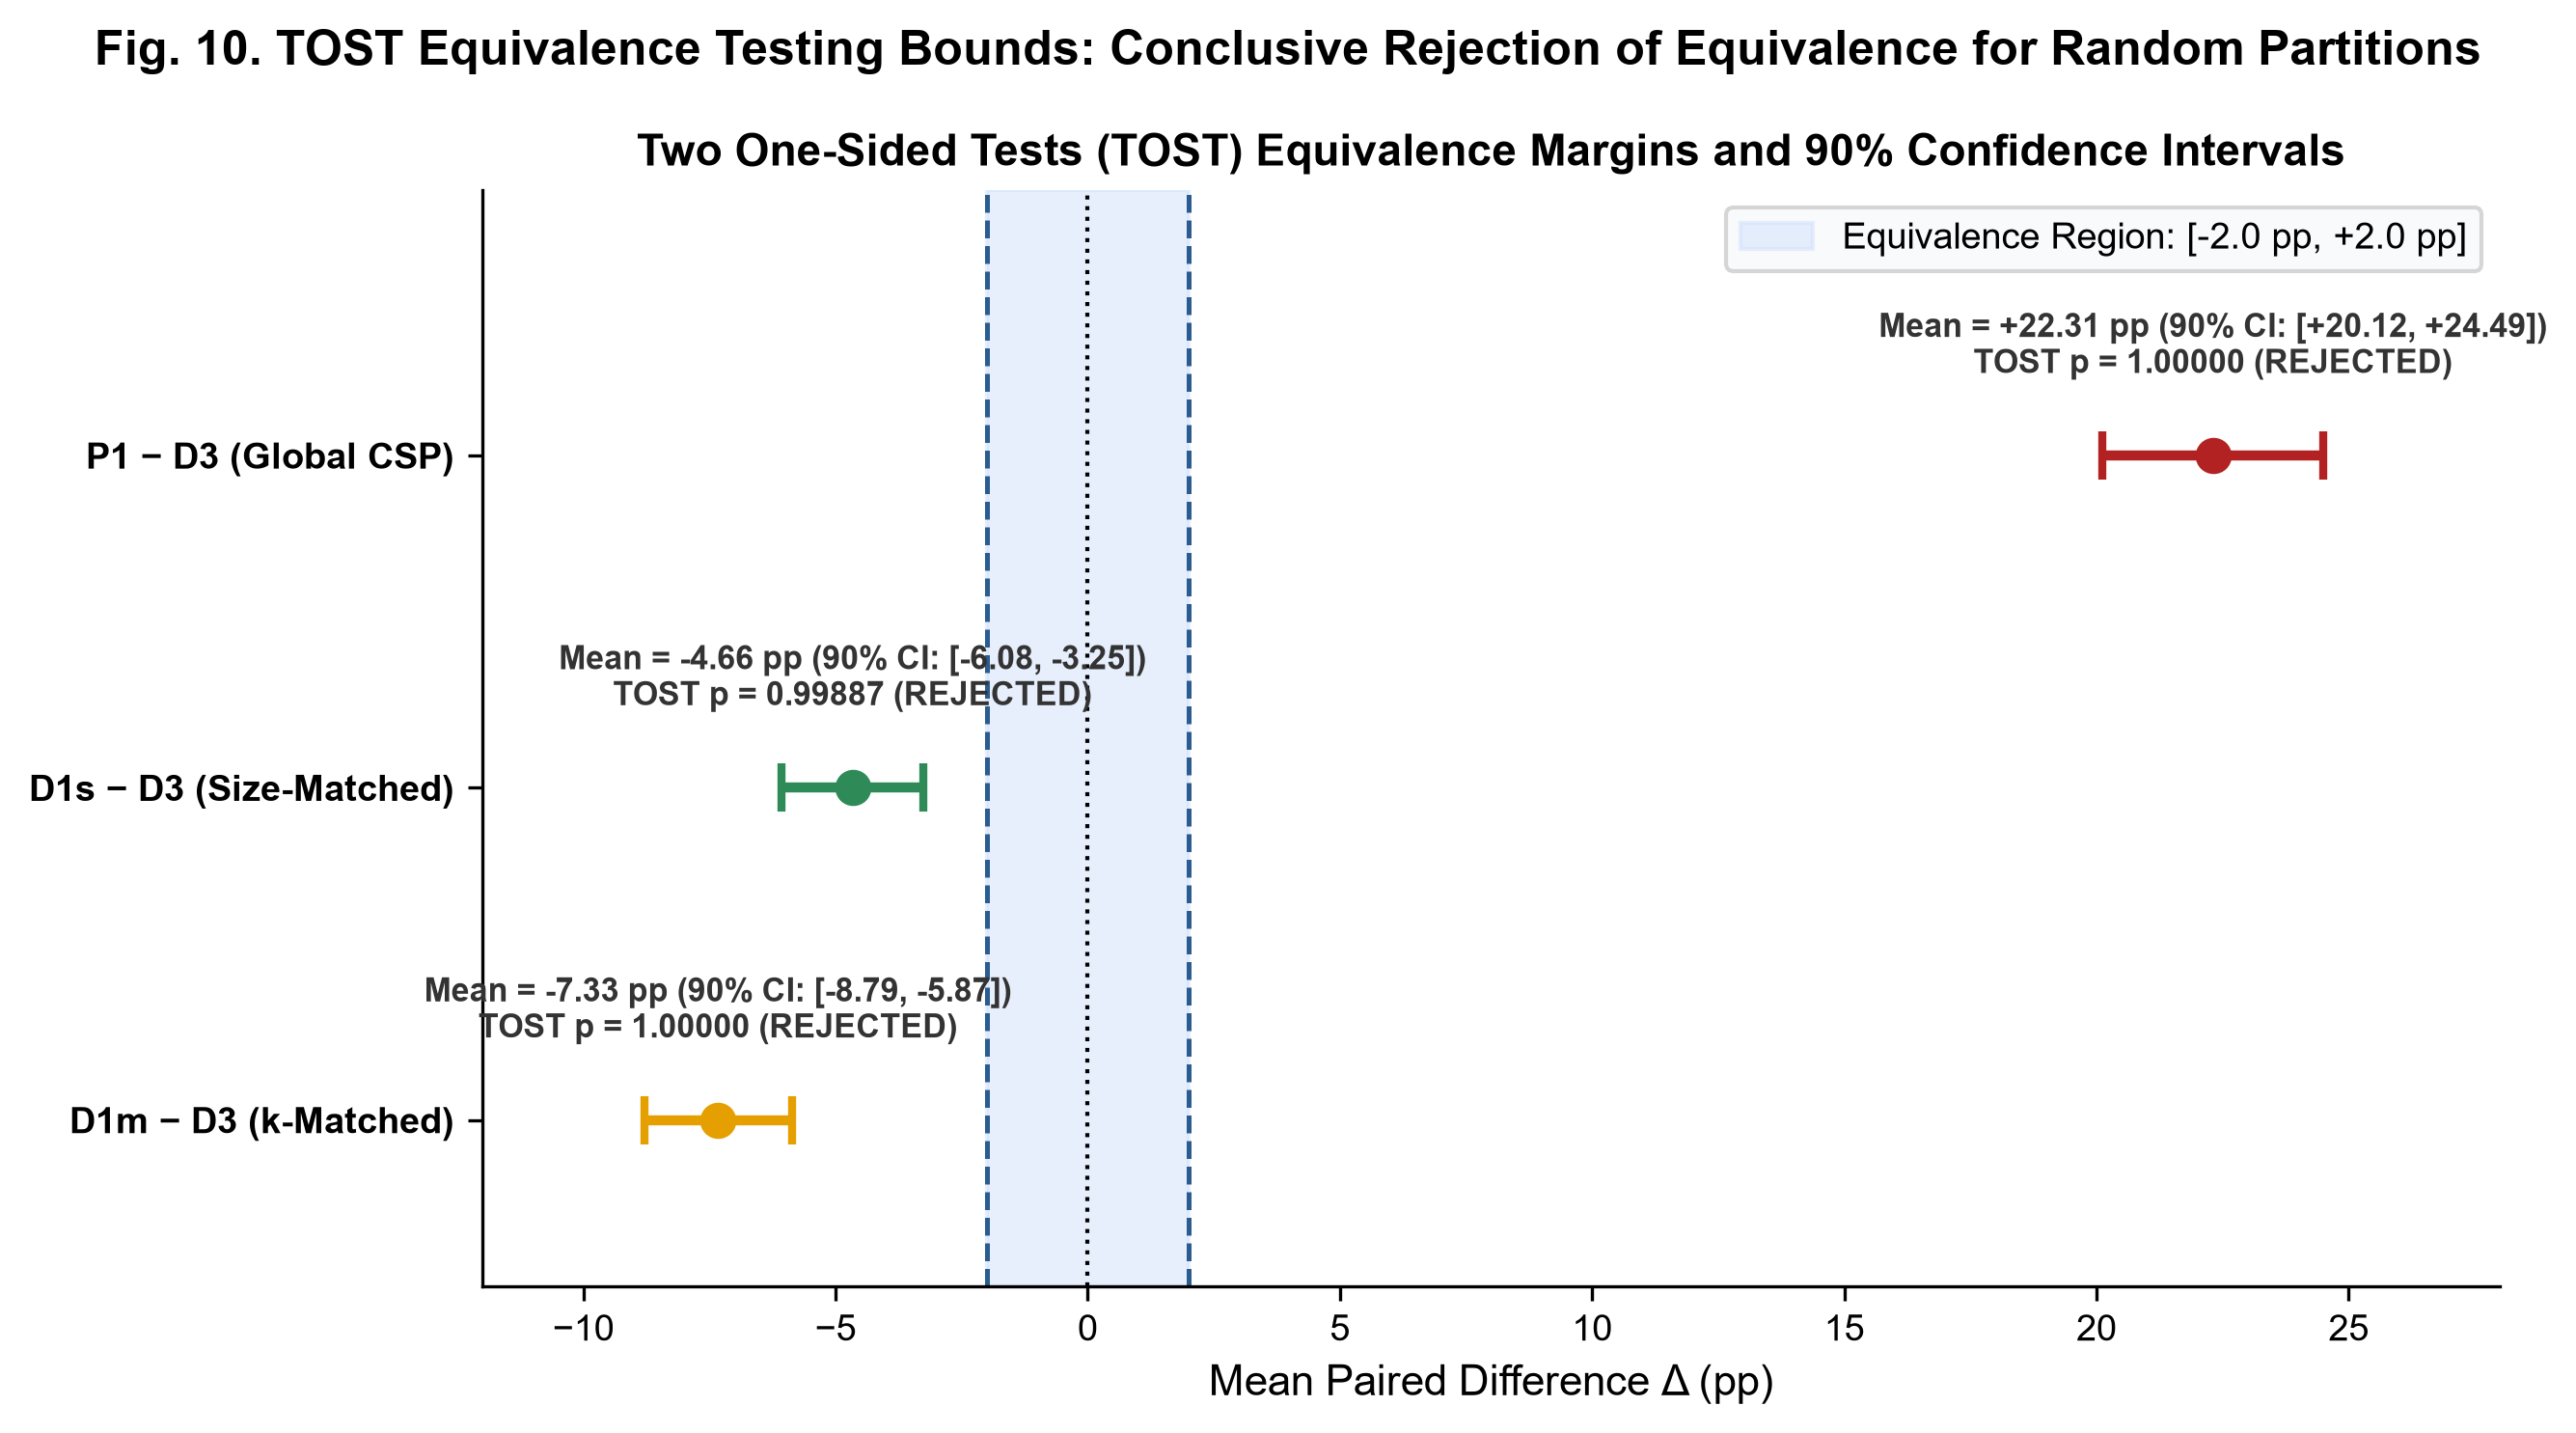 Fig. 10. TOST Equivalence Testing Bounds: Conclusive Rejection of Equivalence for Random Partitions
Two One-Sided Tests (TOST) Equivalence Margins and 90% Confidence Intervals
Equivalence Region: [-2.0 pp, +2.0 pp]
Mean = +22.31 pp (90% CI: [+20.12, +24.49])
TOST p = 1.00000 (REJECTED)
P1 − D3 (Global CSP)
Mean = -4.66 pp (90% CI: [-6.08, -3.25])
TOST p = 0.99887 (REJECTED)
D1s − D3 (Size-Matched)
Mean = -7.33 pp (90% CI: [-8.79, -5.87])
TOST p = 1.00000 (REJECTED)
D1m − D3 (k-Matched)
−10 −5 0 5 10 15 20 25
Mean Paired Difference Δ (pp)